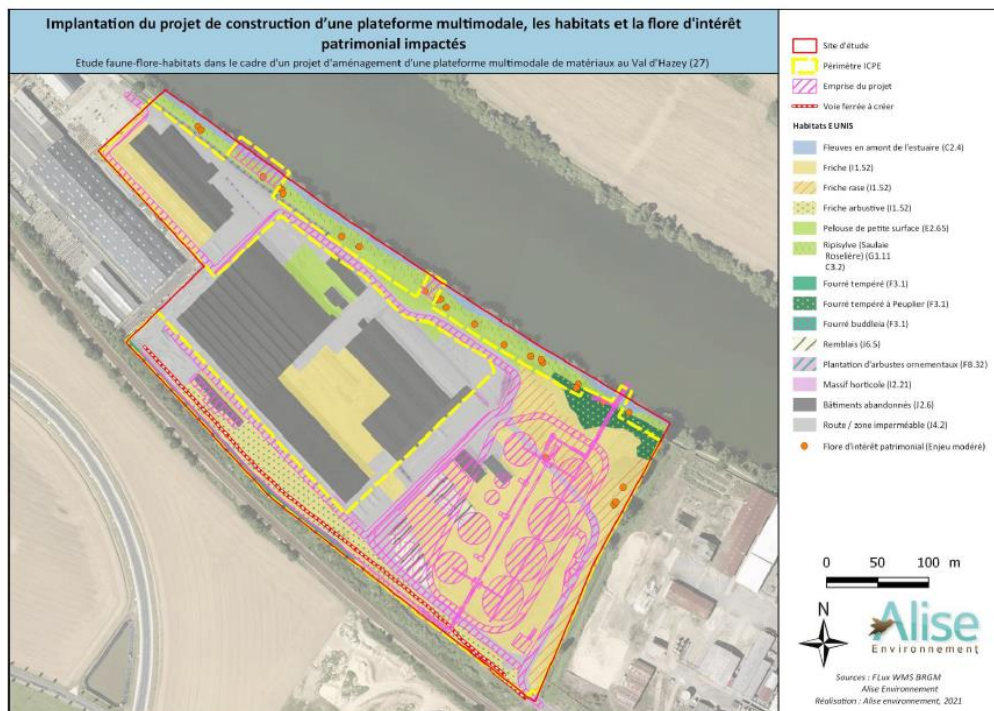 Implantation du projet de construction d'une plateforme multimodale, les habitats et la flore d'intérêt
patrimonial impactés
Etude faune-flore-habitats dans le cadre d'un projet d'aménagement d'une plateforme multimodale de matériaux au Val d'Hazey (27)
Site d'étude
Périmètre ICPE
Emprise du projet
Voie ferrée à créer
Habitats EUNIS
Fleuves en amont de l'estuaire (C2.4)
Friche (I1.52)
Friche rase (I1.52)
Friche arbustive (I1.52)
Pelouse de petite surface (E2.65)
Ripisylve (Saulaie
Roselière) (G1.11
C3.2)
Fourré tempéré (F3.1)
Fourré tempéré à Peuplier (F3.1)
Fourré buddleia (F3.1)
Remblais (J6.5)
Plantation d'arbustes ornementaux (FB.32)
Massif horticole (I2.21)
Bâtiments abandonnés (J2.6)
Route / zone imperméable (J4.2)
Flore d'intérêt patrimonial (Enjeu modéré)
0 50 100 m
N
Alise
Environnement
Sources : FLux WMS BRGM
Alise Environnement
Réalisation : Alise environnement, 2021